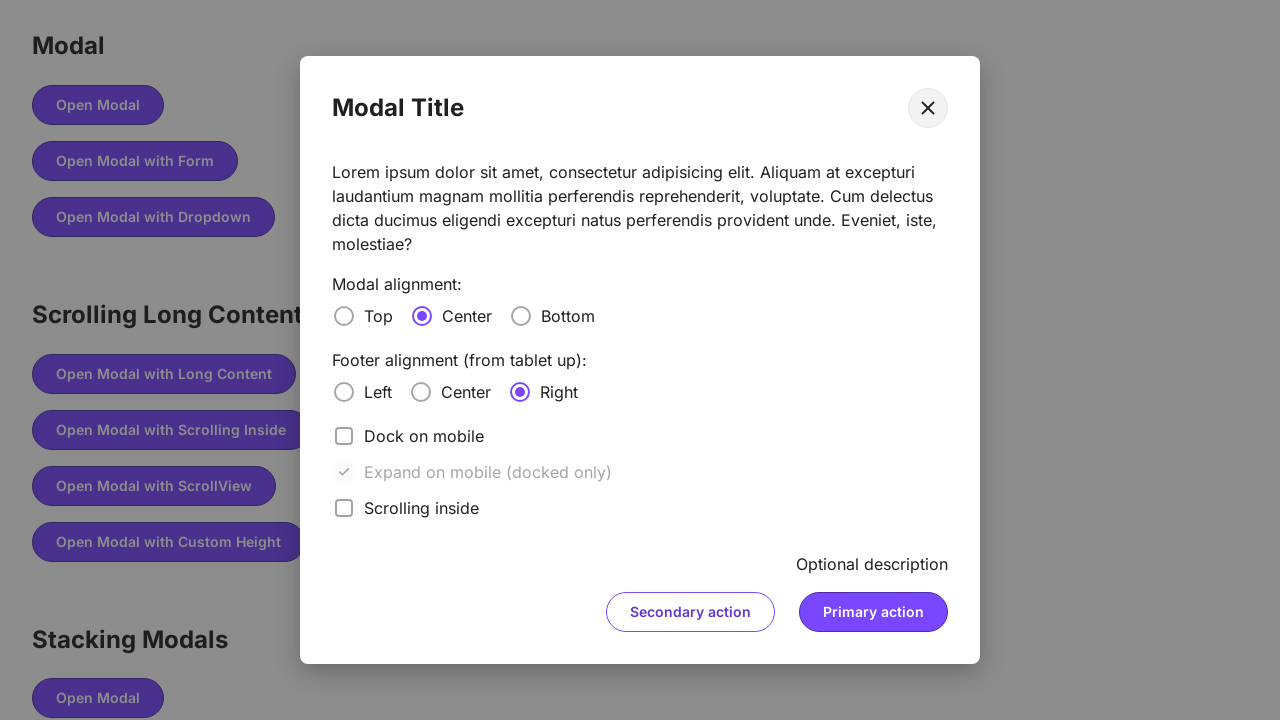 Modal
Open Modal
Open Modal with Form
Open Modal with Dropdown
Scrolling Long Content
Open Modal with Long Content
Open Modal with Scrolling Inside
Open Modal with ScrollView
Open Modal with Custom Height
Stacking Modals
Open Modal
Modal Title
Lorem ipsum dolor sit amet, consectetur adipisicing elit. Aliquam at excepturi
laudantium magnam mollitia perferendis reprehenderit, voluptate. Cum delectus
dicta ducimus eligendi excepturi natus perferendis provident unde. Eveniet, iste,
molestiae?
Modal alignment:
Top Center Bottom
Footer alignment (from tablet up):
Left Center Right
Dock on mobile
Expand on mobile (docked only)
Scrolling inside
Optional description
Secondary action Primary action